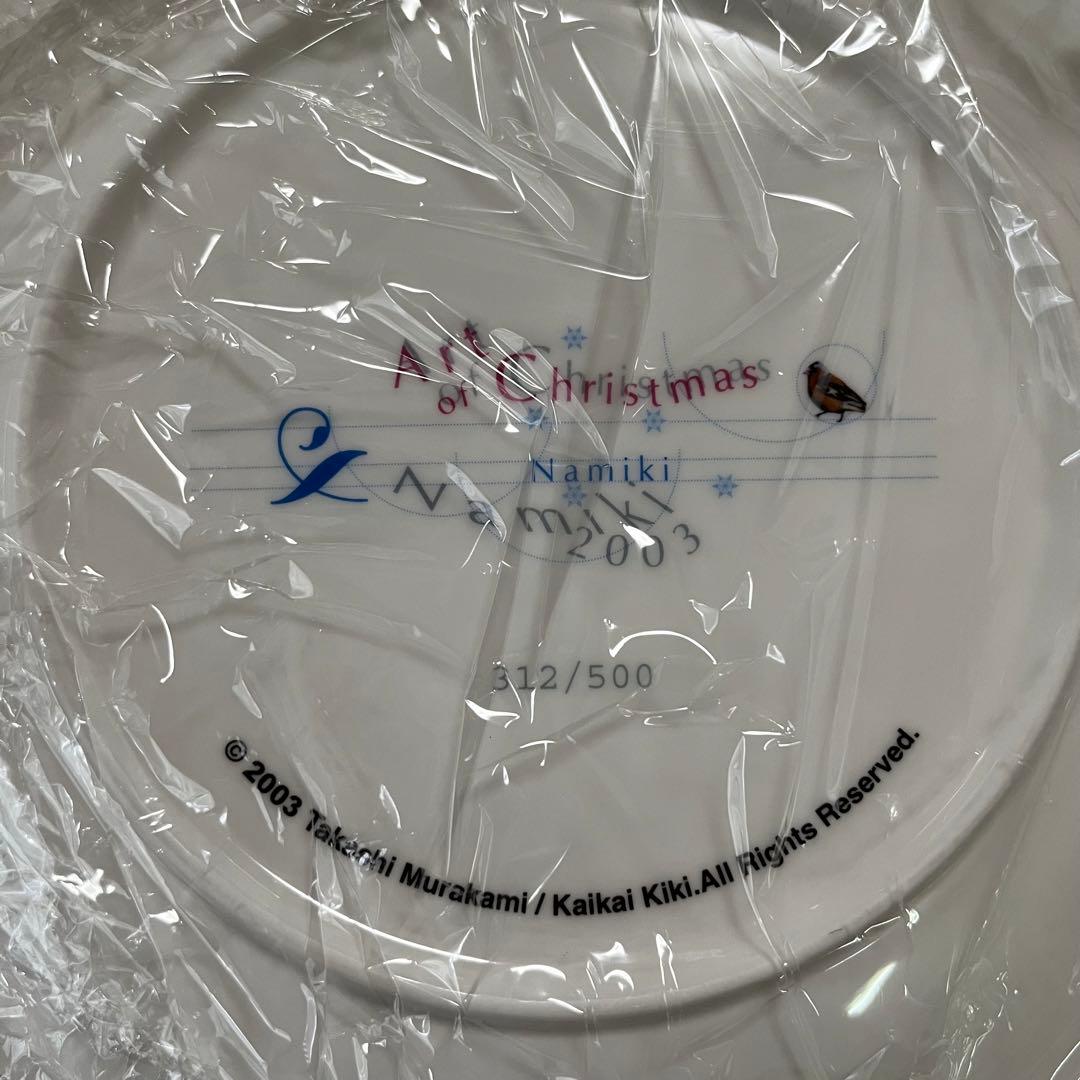 Art of Christmas
Namiki
Namiki
2003
312/500
© 2003 Takashi Murakami / Kaikai Kiki.All Rights Reserved.